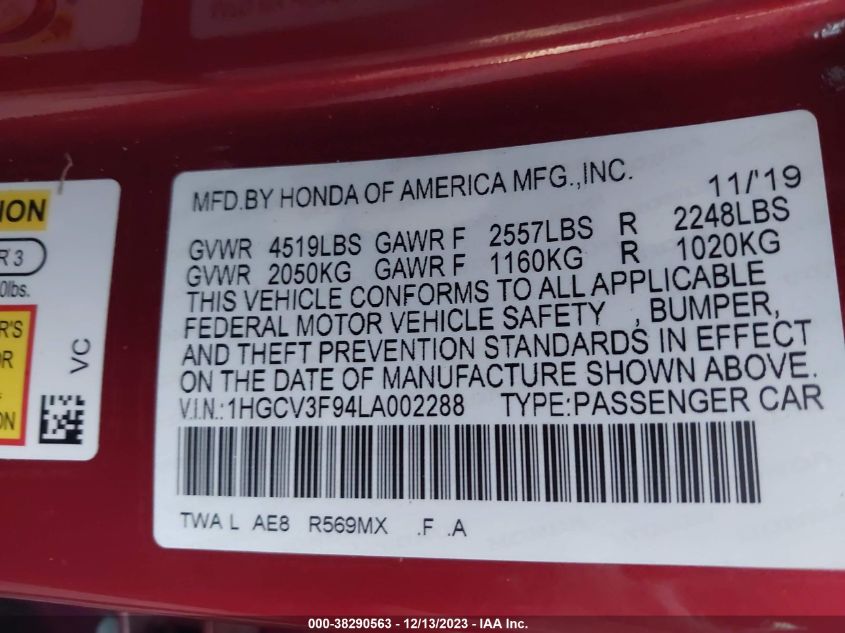 MFD.BY HONDA OF AMERICA MFG.,INC. 11/'19
GVWR 4519LBS GAWR F 2557LBS R 2248LBS
GVWR 2050KG GAWR F 1160KG R 1020KG
THIS VEHICLE CONFORMS TO ALL APPLICABLE
FEDERAL MOTOR VEHICLE SAFETY , BUMPER,
AND THEFT PREVENTION STANDARDS IN EFFECT
ON THE DATE OF MANUFACTURE SHOWN ABOVE.
V.I.N.:1HGCV3F94LA002288 TYPE:PASSENGER CAR
TWA L AE8 R569MX .F .A
R 3
0lbs.
VC
000-38290563 - 12/13/2023 - IAA Inc.